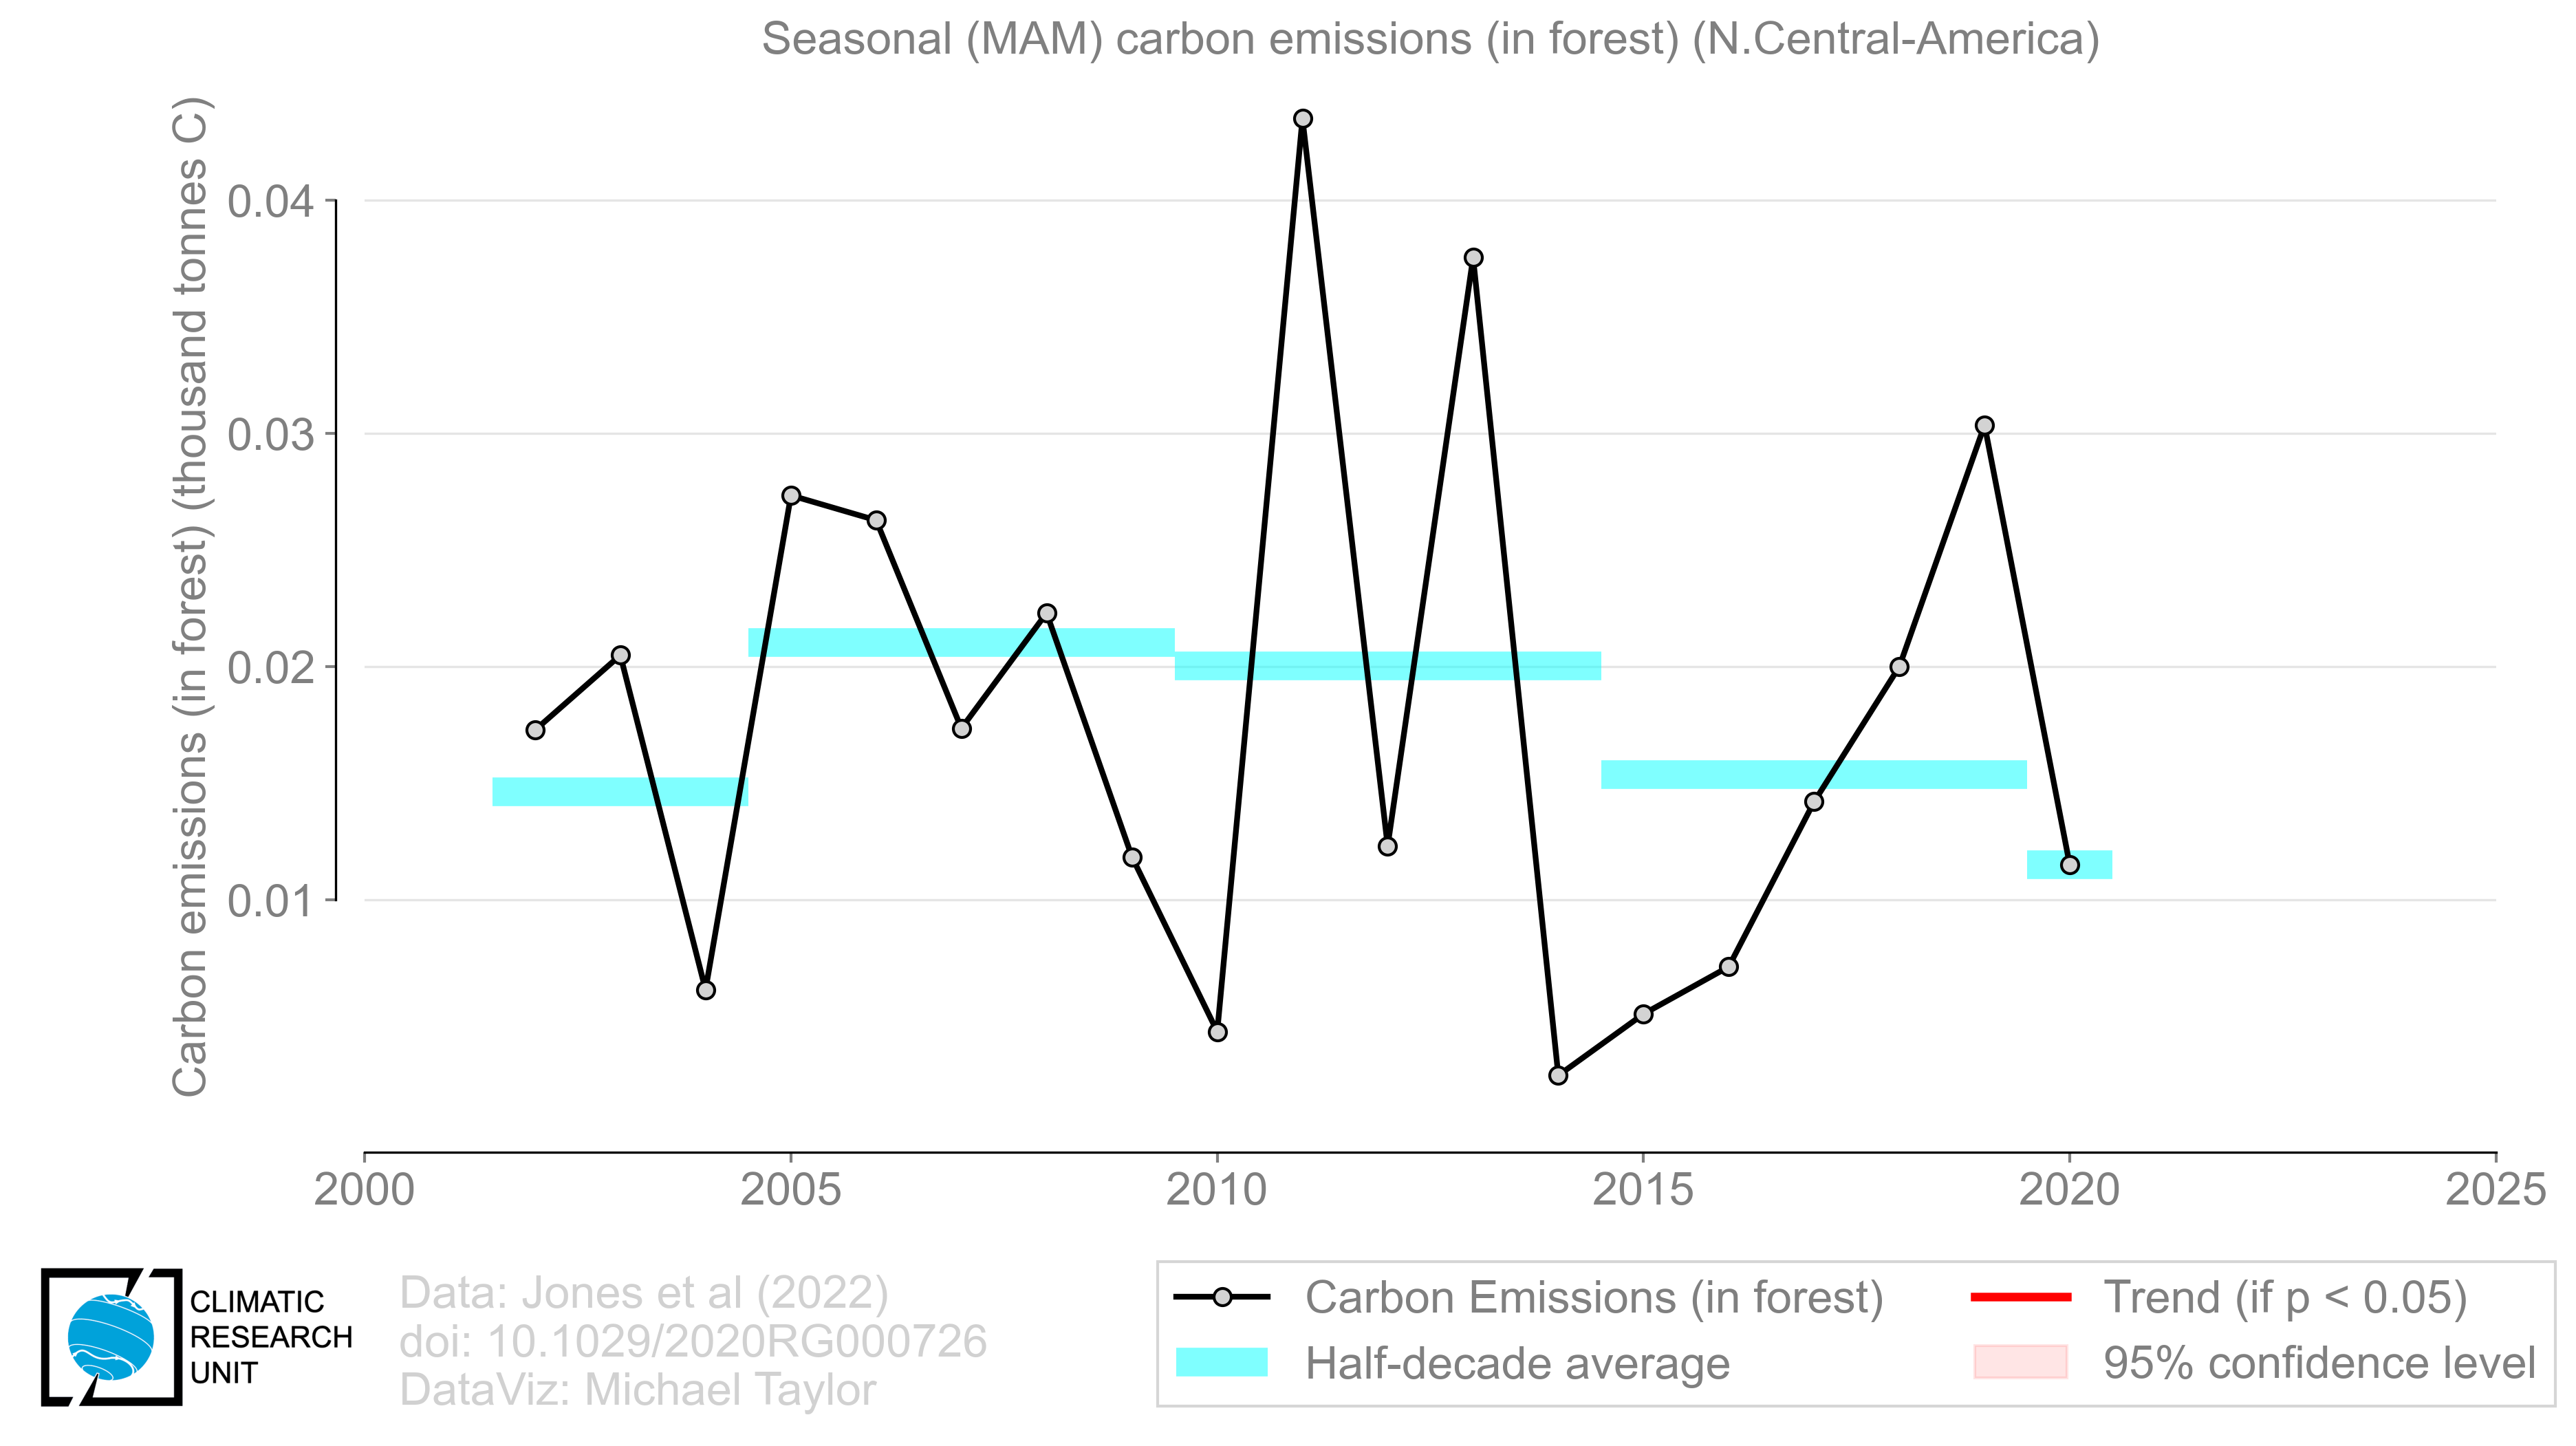 Seasonal (MAM) carbon emissions (in forest) (N.Central-America)
Carbon emissions (in forest) (thousand tonnes C)
0.04
0.03
0.02
0.01
2000
2005
2010
2015
2020
2025
CLIMATIC
RESEARCH
UNIT
Data: Jones et al (2022)
doi: 10.1029/2020RG000726
DataViz: Michael Taylor
Carbon Emissions (in forest)
Half-decade average
Trend (if p < 0.05)
95% confidence level